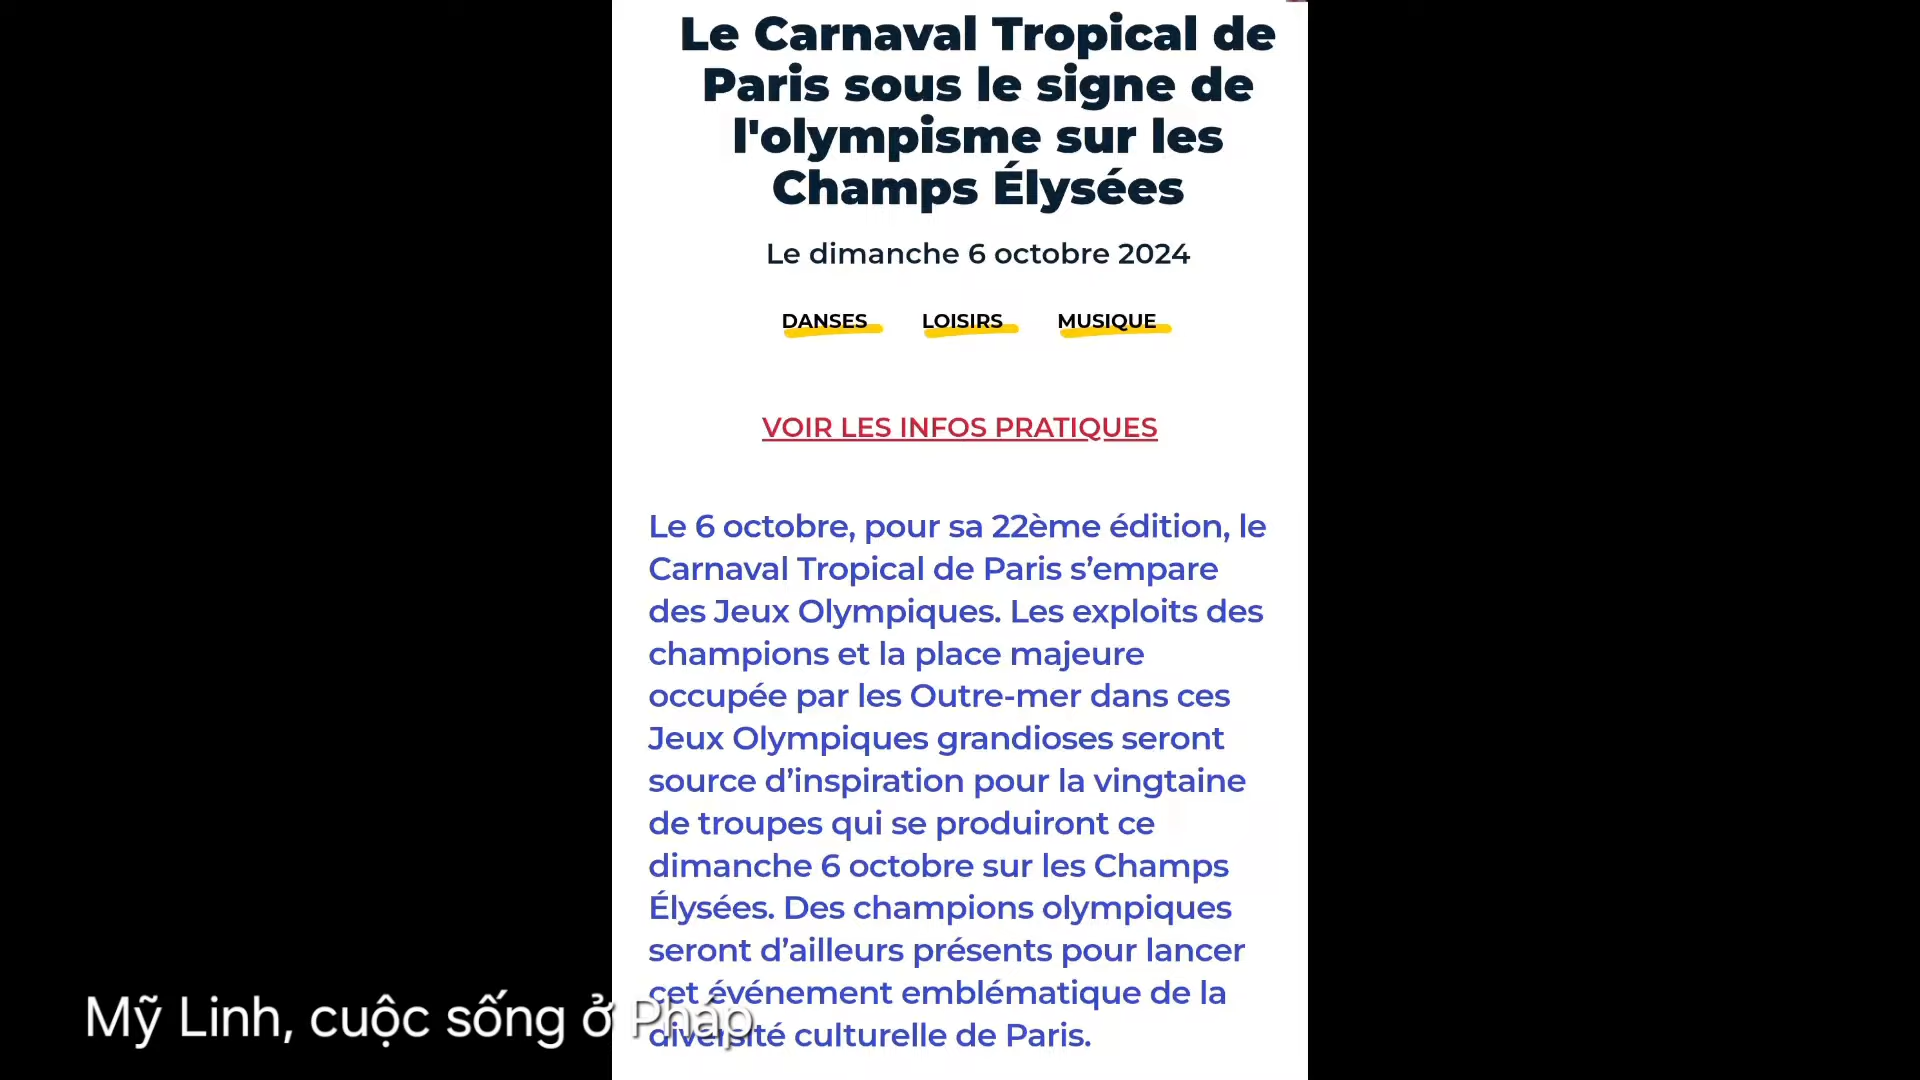 Le Carnaval Tropical de
Paris sous le signe de
l'olympisme sur les
Champs Élysées
Le dimanche 6 octobre 2024
DANSES LOISIRS MUSIQUE
VOIR LES INFOS PRATIQUES
Le 6 octobre, pour sa 22ème édition, le
Carnaval Tropical de Paris s’empare
des Jeux Olympiques. Les exploits des
champions et la place majeure
occupée par les Outre-mer dans ces
Jeux Olympiques grandioses seront
source d’inspiration pour la vingtaine
de troupes qui se produiront ce
dimanche 6 octobre sur les Champs
Élysées. Des champions olympiques
seront d’ailleurs présents pour lancer
cet événement emblématique de la
diversité culturelle de Paris.
Mỹ Linh, cuộc sống ở Pháp